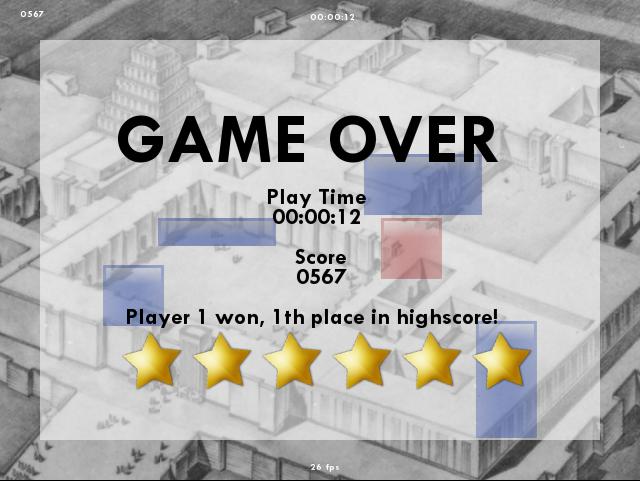 0567
00:00:12
GAME OVER
Play Time
00:00:12
Score
0567
Player 1 won, 1th place in highscore!
26 fps